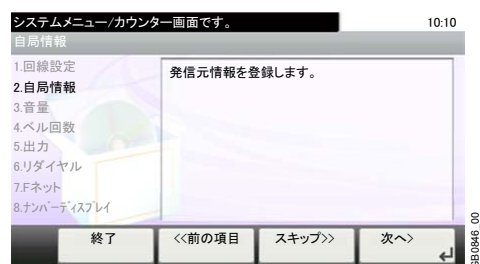 システムメニュー/カウンター画面です。
10:10
自局情報
1.回線設定
2.自局情報
3.音量
4.ベル回数
5.出力
6.リダイヤル
7.Fネット
8.ナンバーディスプレイ
発信元情報を登録します。
終了
<<前の項目
スキップ>>
次へ>
GB0846_00